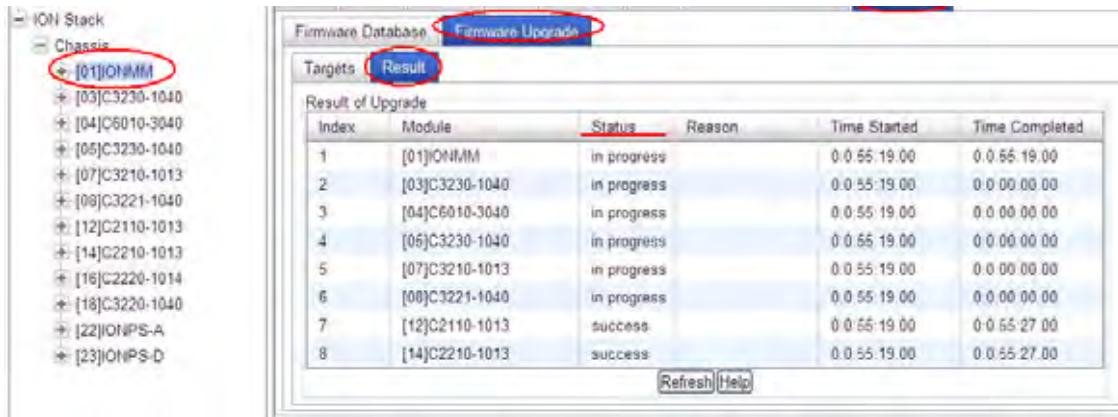 ION Stack
Chassis
[01]IONMM
[03]C3230-1040
[04]C6010-3040
[05]C3230-1040
[07]C3210-1013
[08]C3221-1040
[12]C2110-1013
[14]C2210-1013
[16]C2220-1014
[18]C3220-1040
[22]IONPS-A
[23]IONPS-D
Firmware Database Firmware Upgrade
Targets Result
Result of Upgrade
Index Module Status Reason Time Started Time Completed
1 [01]IONMM in progress 0:0:55:19.00 0:0:55:19.00
2 [03]C3230-1040 in progress 0:0:55:19.00 0:0:00:00.00
3 [04]C6010-3040 in progress 0:0:55:19.00 0:0:00:00.00
4 [05]C3230-1040 in progress 0:0:55:19.00 0:0:00:00.00
5 [07]C3210-1013 in progress 0:0:55:19.00 0:0:00:00.00
6 [08]C3221-1040 in progress 0:0:55:19.00 0:0:00:00.00
7 [12]C2110-1013 success 0:0:55:19.00 0:0:55:27.00
8 [14]C2210-1013 success 0:0:55:19.00 0:0:55:27.00
Refresh Help